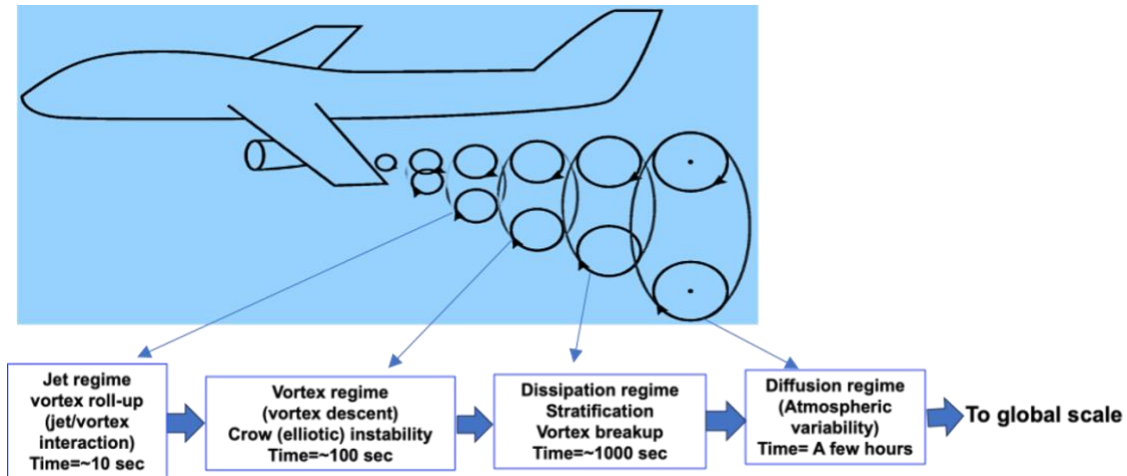 Jet regime
vortex roll-up
(jet/vortex
interaction)
Time=~10 sec
Vortex regime
(vortex descent)
Crow (elliotic) instability
Time=~100 sec
Dissipation regime
Stratification
Vortex breakup
Time=~1000 sec
Diffusion regime
(Atmospheric
variability)
Time= A few hours
To global scale